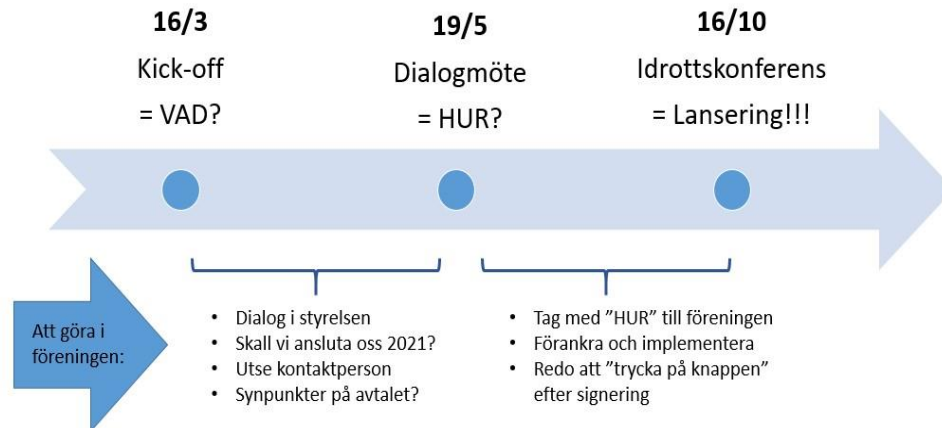 16/3
Kick-off
= VAD?
19/5
Dialogmöte
= HUR?
16/10
Idrottskonferens
= Lansering!!!
Att göra i
föreningen:
• Dialog i styrelsen
• Skall vi ansluta oss 2021?
• Utse kontaktperson
• Synpunkter på avtalet?
• Tag med ”HUR” till föreningen
• Förankra och implementera
• Redo att ”trycka på knappen”
efter signering